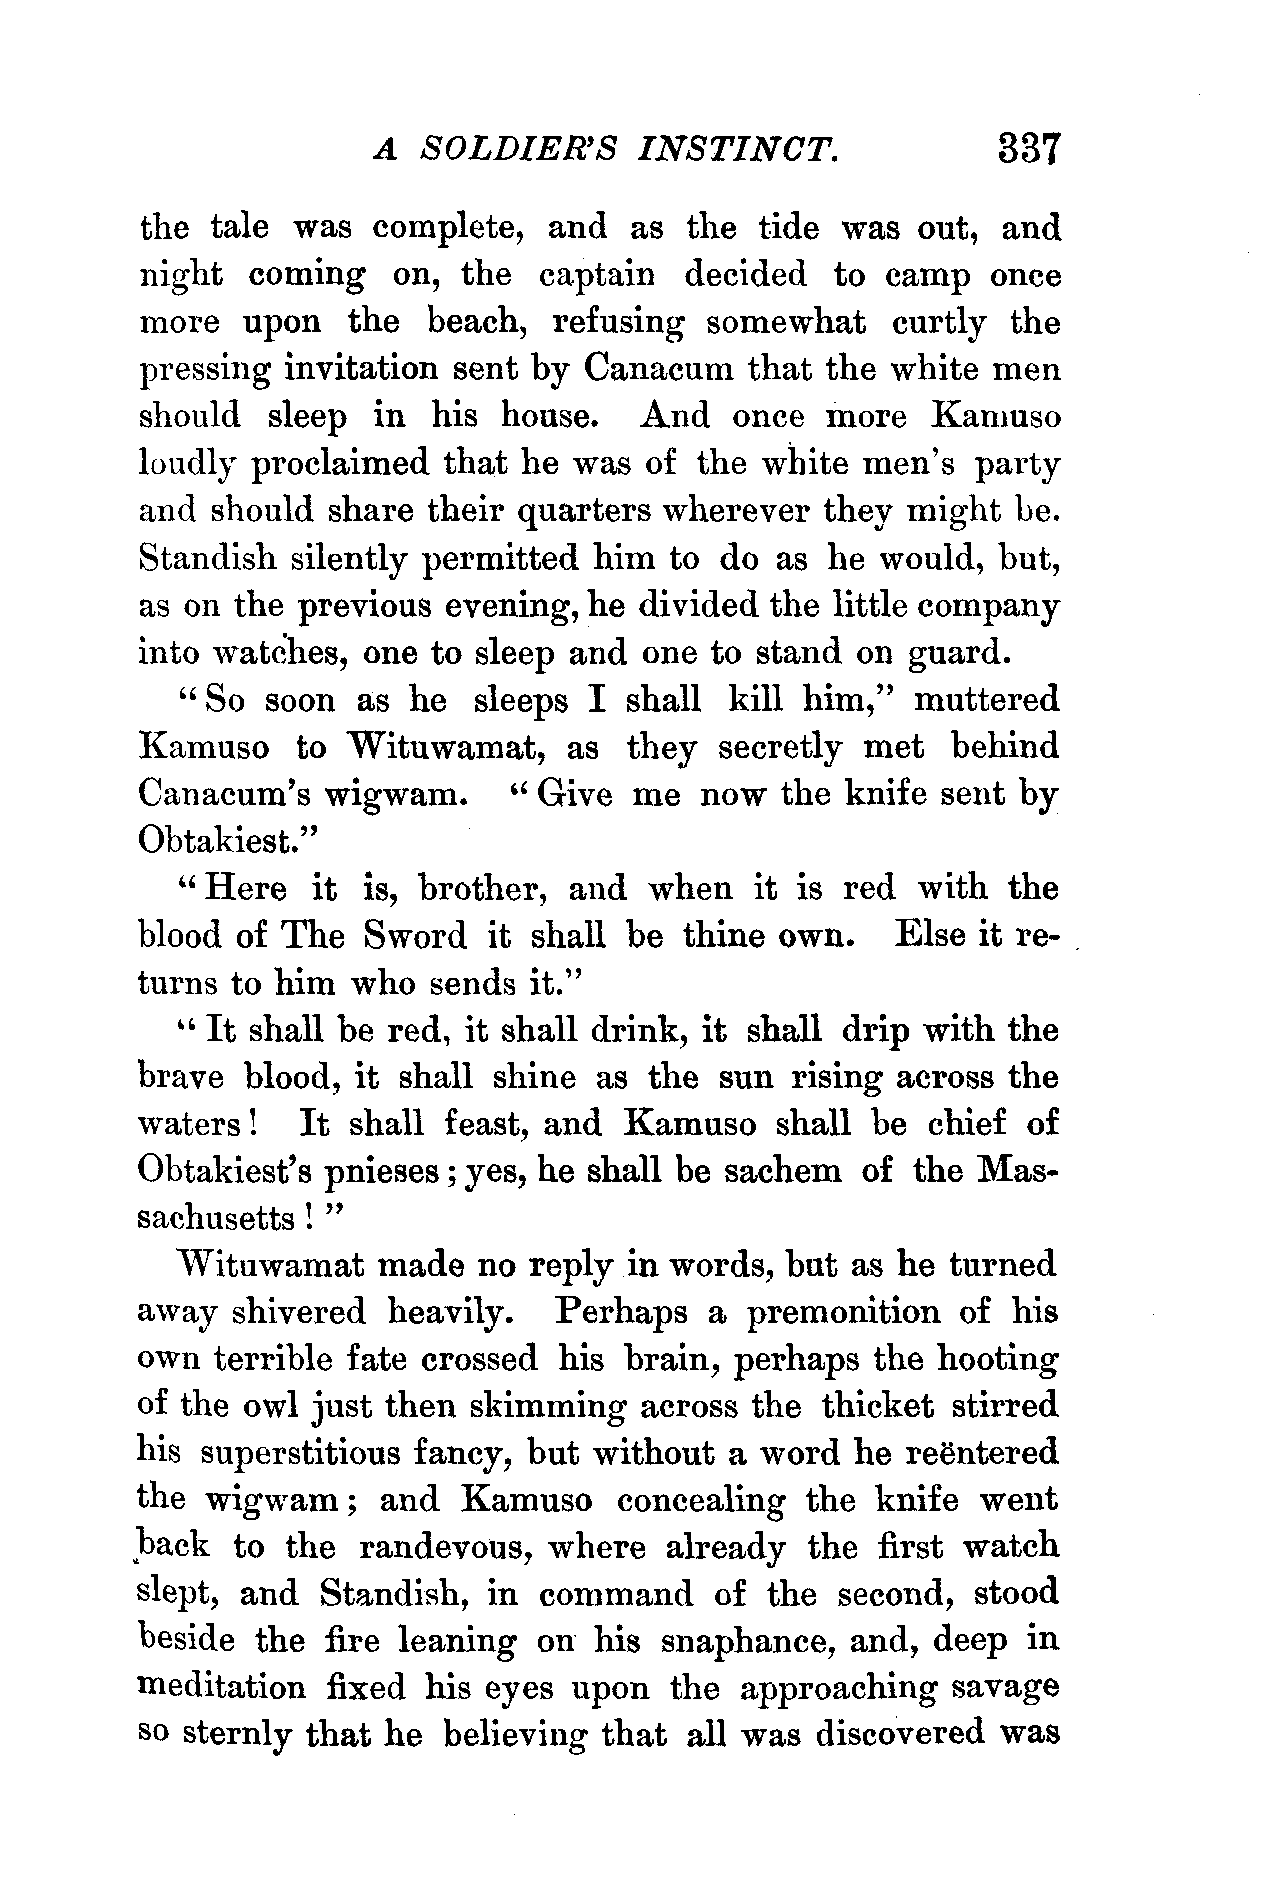 A SOLDIER'S INSTINCT. 337
the tale was complete, and as the tide was out, and
night coming on, the captain decided to camp once
more upon the beach, refusing somewhat curtly the
pressing invitation sent by Canacum that the white men
should sleep in his house. And once more Kamuso
loudly proclaimed that he was of the white men's party
and should share their quarters wherever they might be.
Standish silently permitted him to do as he would, but,
as on the previous evening, he divided the little company
into watches, one to sleep and one to stand on guard.
"So soon as he sleeps I shall kill him," muttered
Kamuso to Wituwamat, as they secretly met behind
Canacum's wigwam. "Give me now the knife sent by
Obtakiest."
"Here it is, brother, and when it is red with the
blood of The Sword it shall be thine own. Else it re-
turns to him who sends it."
"It shall be red, it shall drink, it shall drip with the
brave blood, it shall shine as the sun rising across the
waters! It shall feast, and Kamuso shall be chief of
Obtakiest's pnieses; yes, he shall be sachem of the Mas-
sachusetts!"
Wituwamat made no reply in words, but as he turned
away shivered heavily. Perhaps a premonition of his
own terrible fate crossed his brain, perhaps the hooting
of the owl just then skimming across the thicket stirred
his superstitious fancy, but without a word he reëntered
the wigwam; and Kamuso concealing the knife went
back to the randevous, where already the first watch
slept, and Standish, in command of the second, stood
beside the fire leaning on his snaphance, and, deep in
meditation fixed his eyes upon the approaching savage
so sternly that he believing that all was discovered was